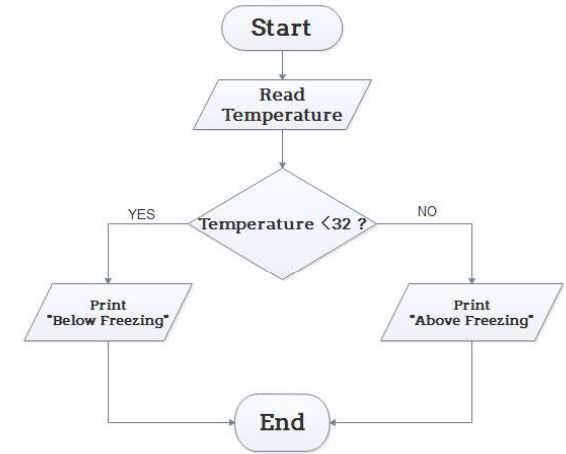 Start
Read
Temperature
Temperature <32 ?
YES
NO
Print
"Below Freezing"
Print
"Above Freezing"
End